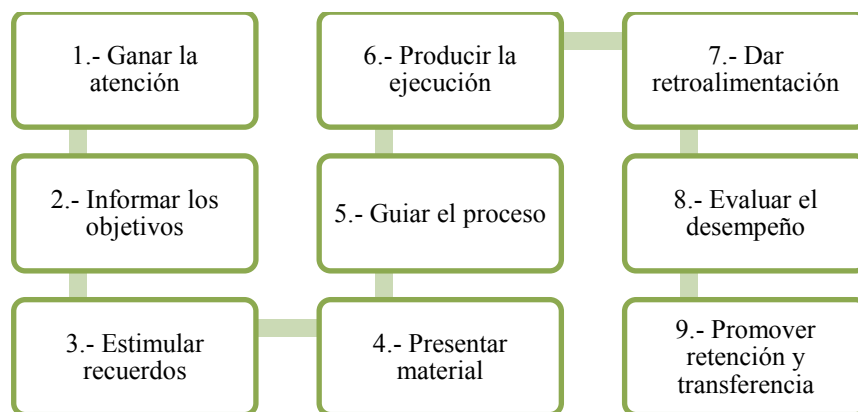 1.- Ganar la
atención
2.- Informar los
objetivos
3.- Estimular
recuerdos
4.- Presentar
material
5.- Guiar el proceso
6.- Producir la
ejecución
7.- Dar
retroalimentación
8.- Evaluar el
desempeño
9.- Promover
retención y
transferencia